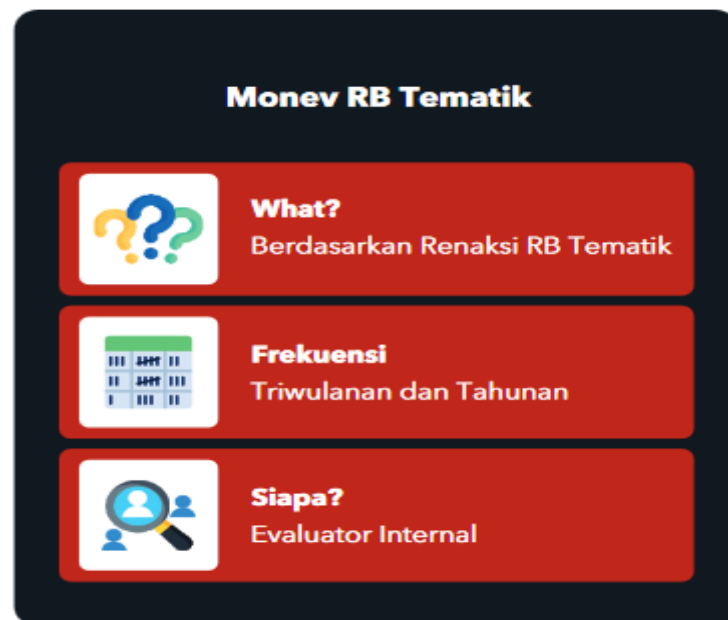 Monev RB Tematik
What?
Berdasarkan Renaksi RB Tematik
Frekuensi
Triwulanan dan Tahunan
Siapa?
Evaluator Internal